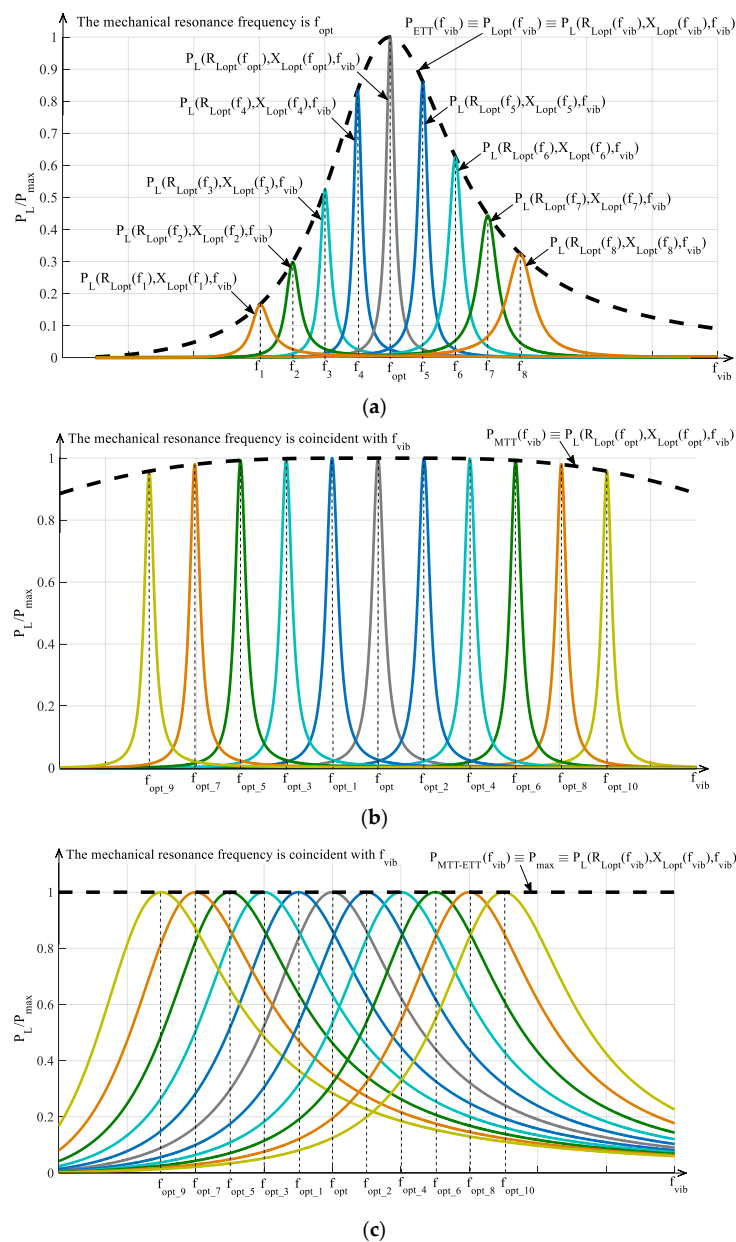 The mechanical resonance frequency is f_opt
P_ETT(f_vib) ≡ P_Lopt(f_vib) ≡ P_L(R_Lopt(f_vib),X_Lopt(f_vib),f_vib)
P_L(R_Lopt(f_opt),X_Lopt(f_opt),f_vib)
P_L(R_Lopt(f_4),X_Lopt(f_4),f_vib)
P_L(R_Lopt(f_5),X_Lopt(f_5),f_vib)
P_L(R_Lopt(f_6),X_Lopt(f_6),f_vib)
P_L(R_Lopt(f_3),X_Lopt(f_3),f_vib)
P_L(R_Lopt(f_7),X_Lopt(f_7),f_vib)
P_L(R_Lopt(f_2),X_Lopt(f_2),f_vib)
P_L(R_Lopt(f_8),X_Lopt(f_8),f_vib)
P_L(R_Lopt(f_1),X_Lopt(f_1),f_vib)
P_L/P_max
1
0.9
0.8
0.7
0.6
0.5
0.4
0.3
0.2
0.1
0
f_1 f_2 f_3 f_4 f_opt f_5 f_6 f_7 f_8 f_vib
(a)
The mechanical resonance frequency is coincident with f_vib
P_MTT(f_vib) ≡ P_L(R_Lopt(f_opt),X_Lopt(f_opt),f_vib)
P_L/P_max
1
0.8
0.6
0.4
0.2
0
f_opt_9 f_opt_7 f_opt_5 f_opt_3 f_opt_1 f_opt f_opt_2 f_opt_4 f_opt_6 f_opt_8 f_opt_10 f_vib
(b)
The mechanical resonance frequency is coincident with f_vib
P_MTT-ETT(f_vib) ≡ P_max ≡ P_L(R_Lopt(f_vib),X_Lopt(f_vib),f_vib)
P_L/P_max
1
0.8
0.6
0.4
0.2
0
f_opt_9 f_opt_7 f_opt_5 f_opt_3 f_opt_1 f_opt f_opt_2 f_opt_4 f_opt_6 f_opt_8 f_opt_10 f_vib
(c)